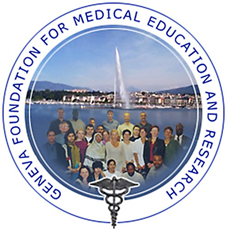 GENEVA FOUNDATION FOR MEDICAL EDUCATION AND RESEARCH